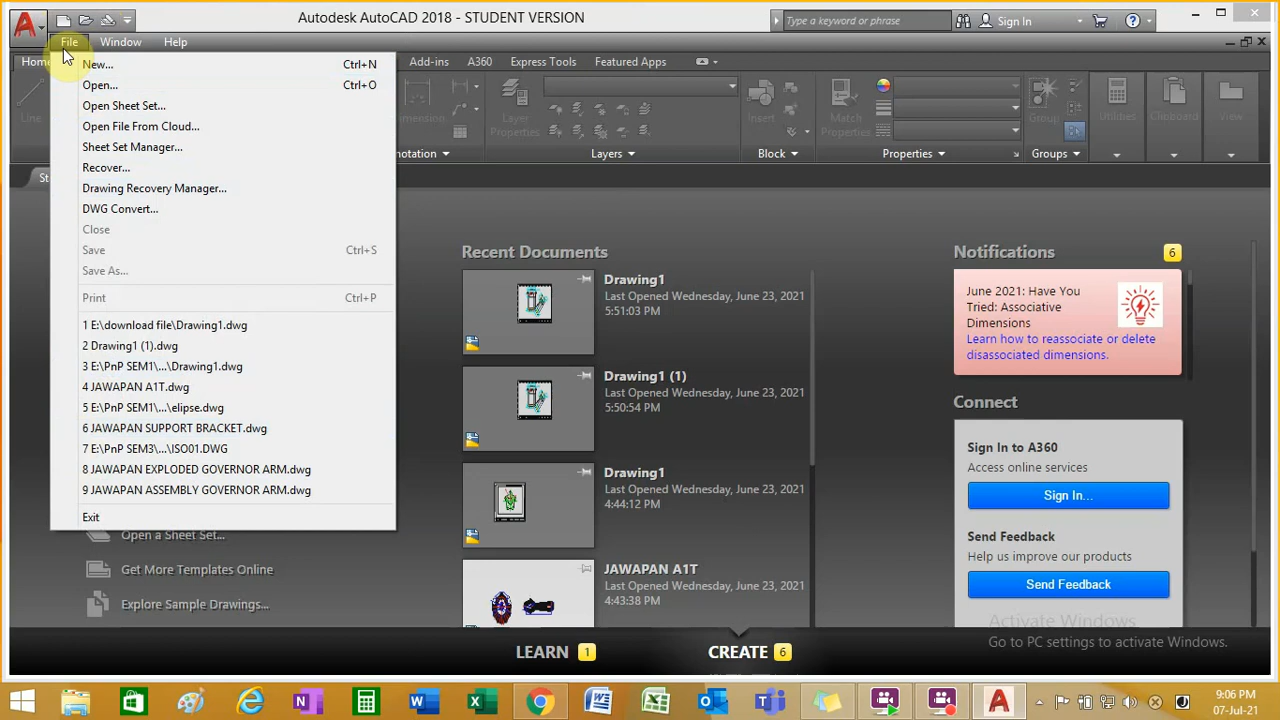 Autodesk AutoCAD 2018 - STUDENT VERSION
Type a keyword or phrase
Sign In
File
Window
Help
Home
Add-ins
A360
Express Tools
Featured Apps
New... Ctrl+N
Open... Ctrl+O
Open Sheet Set...
Open File From Cloud...
Sheet Set Manager...
Recover...
Drawing Recovery Manager...
DWG Convert...
Close
Save Ctrl+S
Save As...
Print Ctrl+P
1 E:\download file\Drawing1.dwg
2 Drawing1 (1).dwg
3 E:\PnP SEM1\...\Drawing1.dwg
4 JAWAPAN A1T.dwg
5 E:\PnP SEM1\...\elipse.dwg
6 JAWAPAN SUPPORT BRACKET.dwg
7 E:\PnP SEM3\...\ISO01.DWG
8 JAWAPAN EXPLODED GOVERNOR ARM.dwg
9 JAWAPAN ASSEMBLY GOVERNOR ARM.dwg
Exit
Line
Layer
Properties
Insert
Match
Properties
Group
Utilities
Clipboard
View
Layers
Block
Properties
Groups
Open a Sheet Set...
Get More Templates Online
Explore Sample Drawings...
Recent Documents
Drawing1
Last Opened Wednesday, June 23, 2021
5:51:03 PM
Drawing1 (1)
Last Opened Wednesday, June 23, 2021
5:50:54 PM
Drawing1
Last Opened Wednesday, June 23, 2021
4:44:12 PM
JAWAPAN A1T
Last Opened Wednesday, June 23, 2021
4:43:38 PM
Notifications 6
June 2021: Have You
Tried: Associative
Dimensions
Learn how to reassociate or delete
disassociated dimensions.
Connect
Sign In to A360
Access online services
Sign In...
Send Feedback
Help us improve our products
Send Feedback
Activate Windows
Go to PC settings to activate Windows.
LEARN 1
CREATE 6
9:06 PM
07-Jul-21